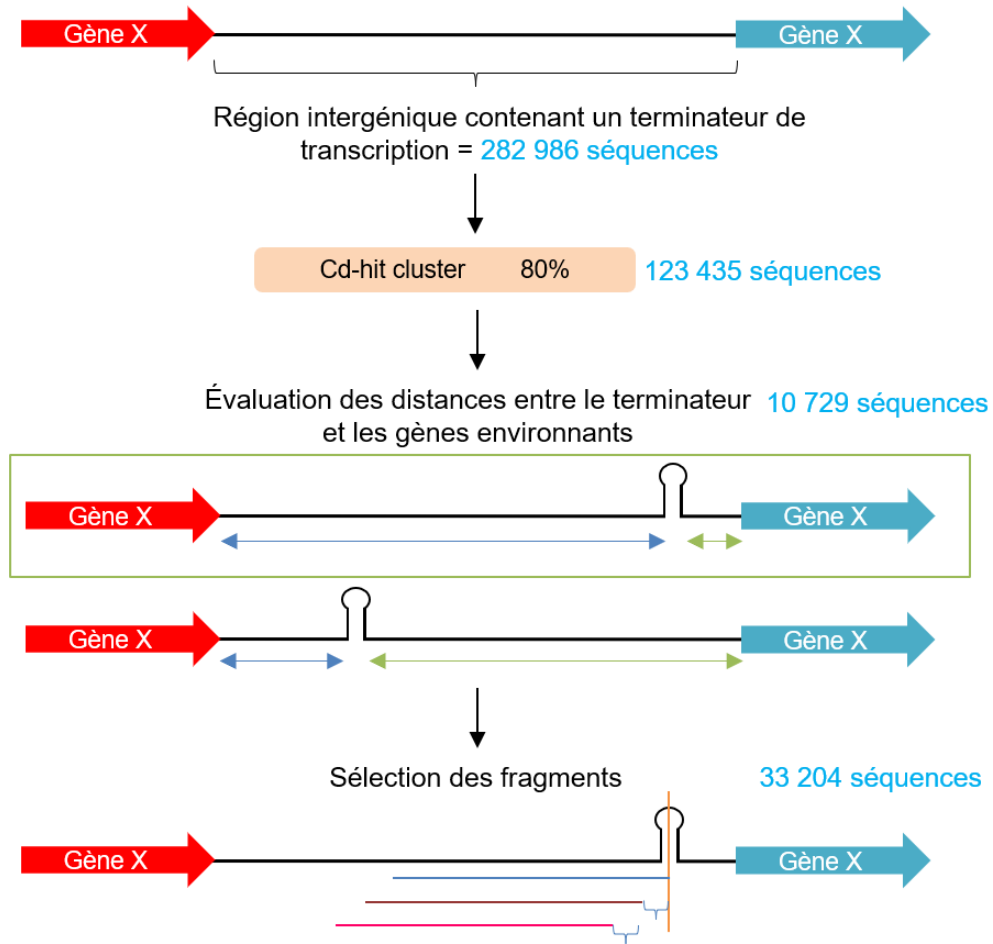 Gène X Gène X
Région intergénique contenant un terminateur de
transcription = 282 986 séquences
Cd-hit cluster 80% 123 435 séquences
Évaluation des distances entre le terminateur 10 729 séquences
et les gènes environnants
Gène X Gène X
Gène X Gène X
Sélection des fragments 33 204 séquences
Gène X Gène X